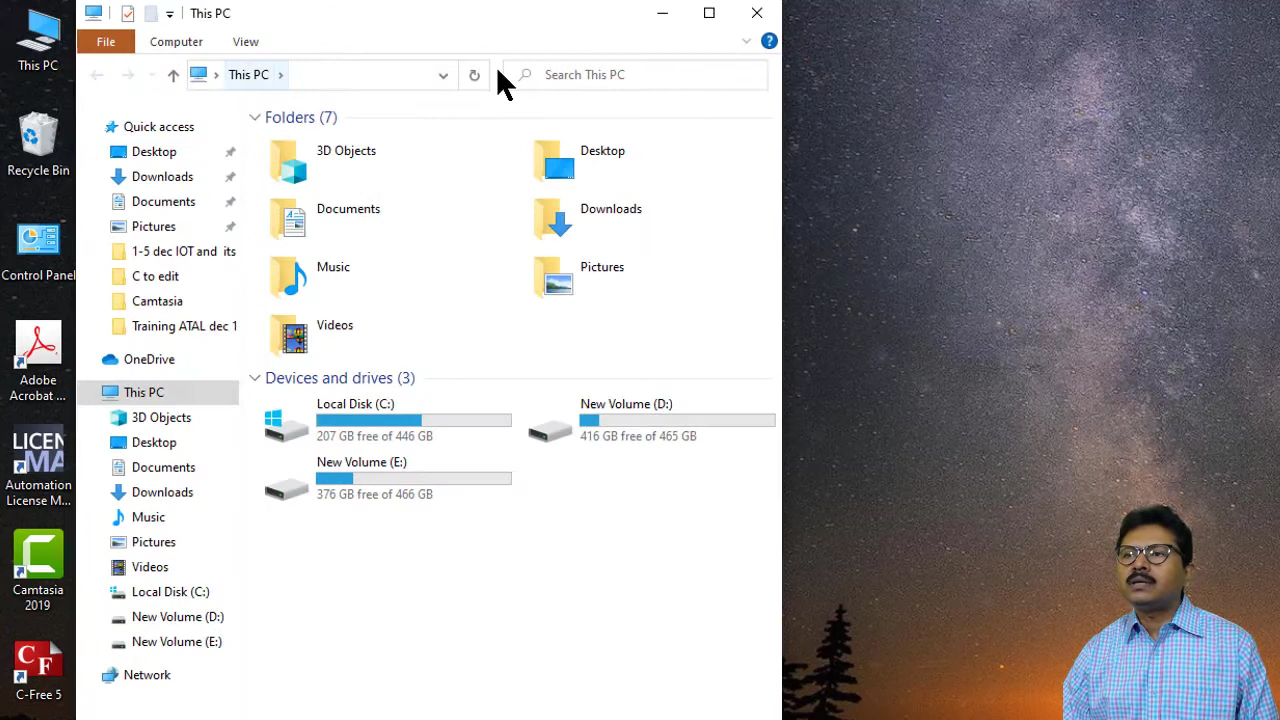 This PC
Recycle Bin
Control Panel
Adobe
Acrobat ...
LICEN
MA
Automation
License M...
Camtasia
2019
C-Free 5
This PC
File
Computer
View
This PC
Search This PC
Quick access
Desktop
Downloads
Documents
Pictures
1-5 dec IOT and its
C to edit
Camtasia
Training ATAL dec 1
OneDrive
This PC
3D Objects
Desktop
Documents
Downloads
Music
Pictures
Videos
Local Disk (C:)
New Volume (D:)
New Volume (E:)
Network
Folders (7)
3D Objects
Desktop
Documents
Downloads
Music
Pictures
Videos
Devices and drives (3)
Local Disk (C:)
207 GB free of 446 GB
New Volume (D:)
416 GB free of 465 GB
New Volume (E:)
376 GB free of 466 GB